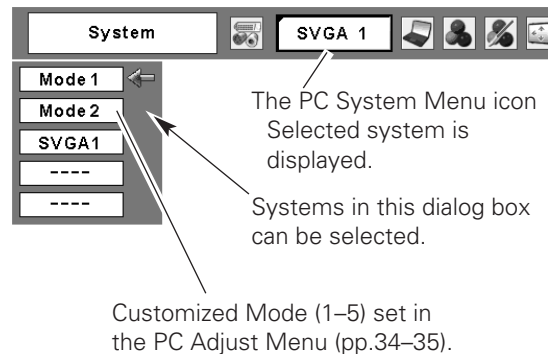 System
SVGA 1
Mode 1
Mode 2
SVGA1
----
----
The PC System Menu icon
Selected system is
displayed.
Systems in this dialog box
can be selected.
Customized Mode (1–5) set in
the PC Adjust Menu (pp.34–35).